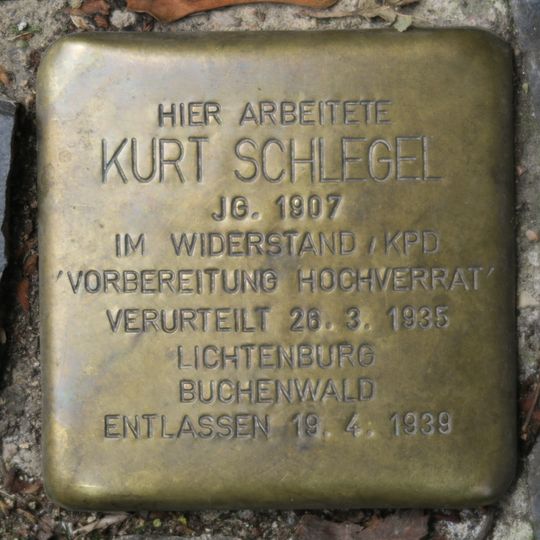 HIER ARBEITETE
KURT SCHLEGEL
JG. 1907
IM WIDERSTAND / KPD
'VORBEREITUNG HOCHVERRAT'
VERURTEILT 26. 3. 1935
LICHTENBURG
BUCHENWALD
ENTLASSEN 19. 4. 1939